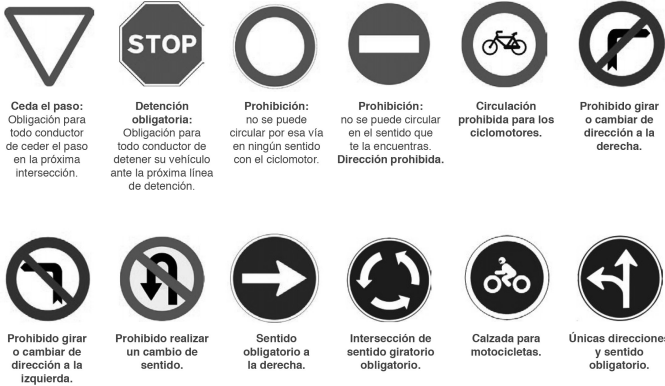 STOP
Ceda el paso:
Obligación para
todo conductor
de ceder el paso
en la próxima
intersección.
Detención
obligatoria:
Obligación para
todo conductor de
detener su vehículo
ante la próxima línea
de detención.
Prohibición:
no se puede
circular por esa vía
en ningún sentido
con el ciclomotor.
Prohibición:
no se puede circular
en el sentido que
te la encuentras.
Dirección prohibida.
Circulación
prohibida para los
ciclomotores.
Prohibido girar
o cambiar de
dirección a la
derecha.
Prohibido girar
o cambiar de
dirección a la
izquierda.
Prohibido realizar
un cambio de
sentido.
Sentido
obligatorio a
la derecha.
Intersección de
sentido giratorio
obligatorio.
Calzada para
motocicletas.
Únicas direcciones
y sentido
obligatorio.